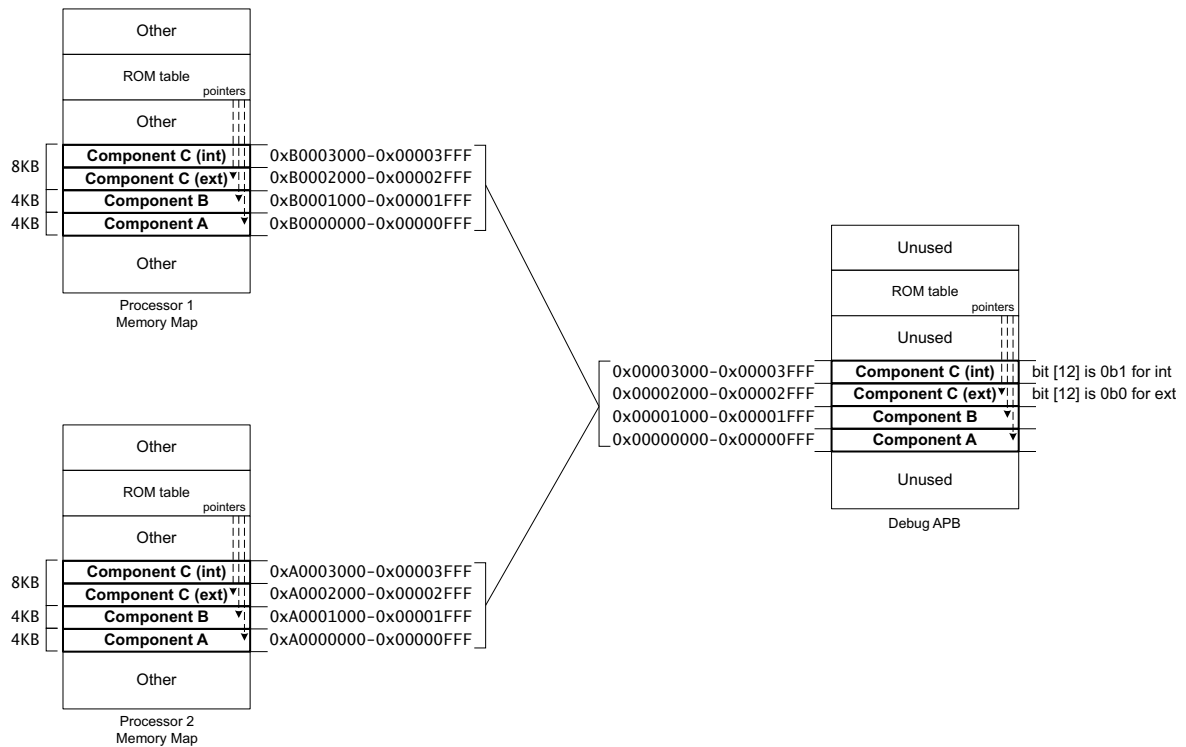 Other
ROM table
pointers
Other
8KB
Component C (int)
0xB0003000-0x00003FFF
Component C (ext)
0xB0002000-0x00002FFF
4KB
Component B
0xB0001000-0x00001FFF
4KB
Component A
0xB0000000-0x00000FFF
Other
Processor 1
Memory Map
Unused
ROM table
pointers
Unused
0x00003000-0x00003FFF
Component C (int)
bit [12] is 0b1 for int
0x00002000-0x00002FFF
Component C (ext)
bit [12] is 0b0 for ext
0x00001000-0x00001FFF
Component B
0x00000000-0x00000FFF
Component A
Unused
Debug APB
Other
ROM table
pointers
Other
8KB
Component C (int)
0xA0003000-0x00003FFF
Component C (ext)
0xA0002000-0x00002FFF
4KB
Component B
0xA0001000-0x00001FFF
4KB
Component A
0xA0000000-0x00000FFF
Other
Processor 2
Memory Map